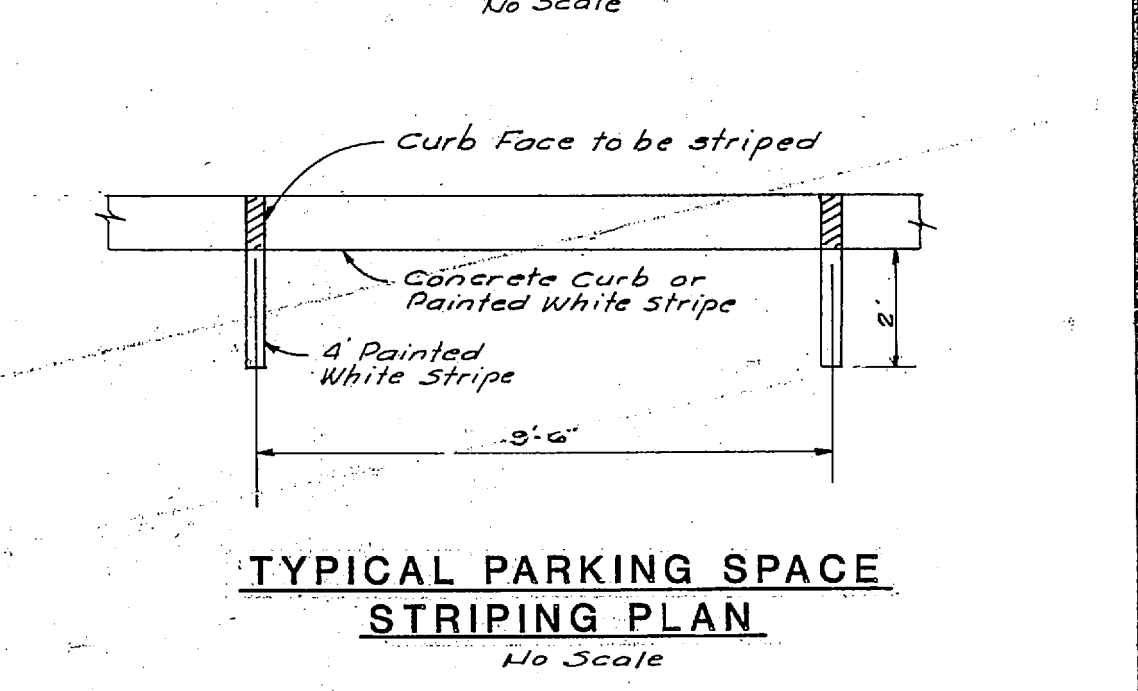 No Scale
Curb Face to be striped
Concrete Curb or
Painted White Stripe
2'
4' Painted
White Stripe
9'-6"
TYPICAL PARKING SPACE
STRIPING PLAN
No Scale